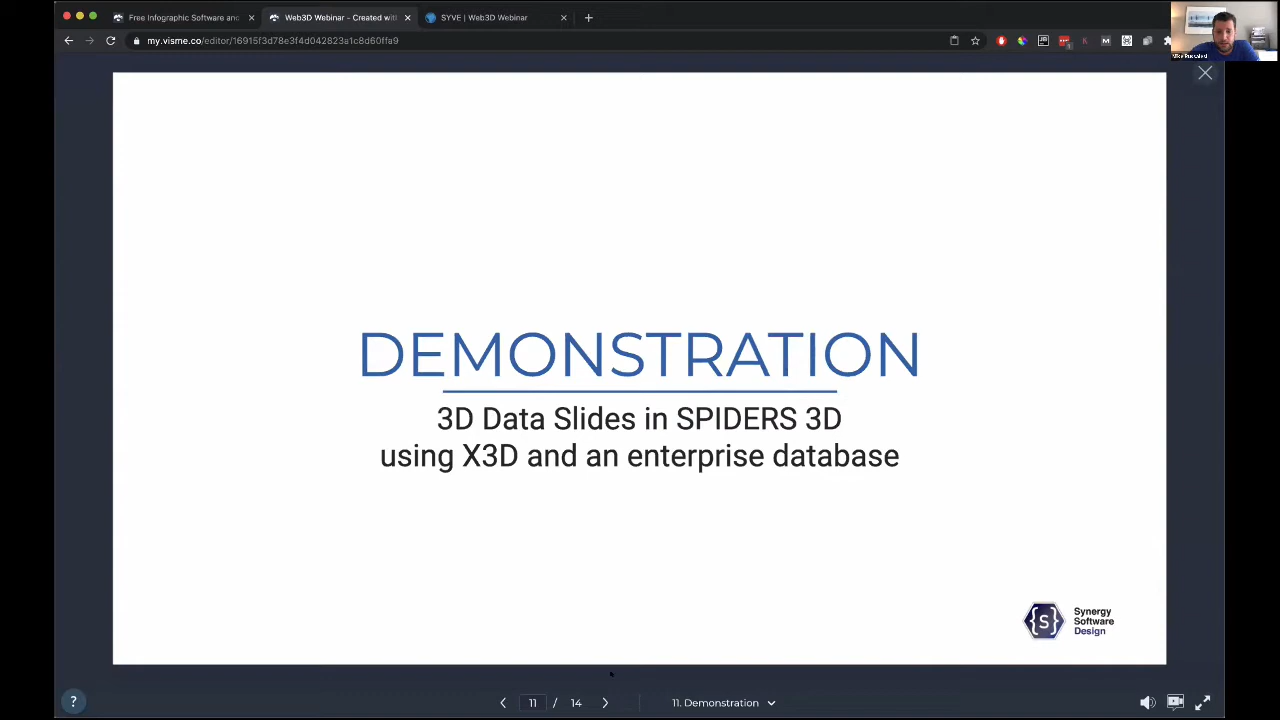 Free Infographic Software and
Web3D Webinar - Created with
SYVE | Web3D Webinar
my.visme.co/editor/16915f3d78e3f4d042823a1c8d60ffa9
DEMONSTRATION
3D Data Slides in SPIDERS 3D
using X3D and an enterprise database
{S}
Synergy
Software
Design
?
11 / 14
11. Demonstration